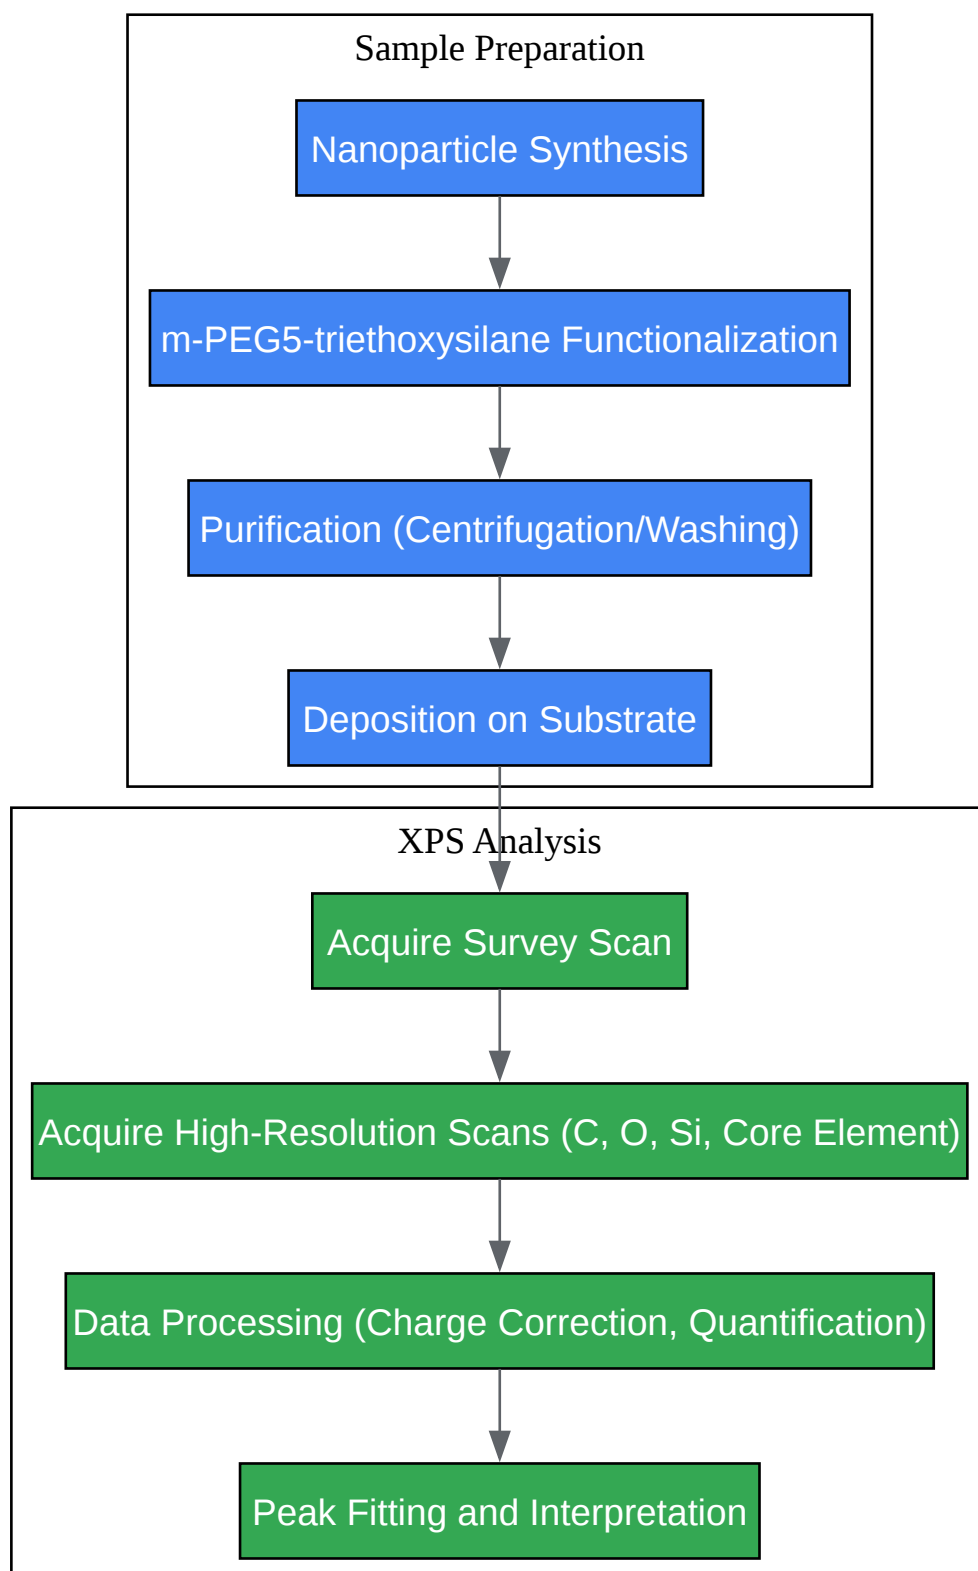 Sample Preparation
Nanoparticle Synthesis
m-PEG5-triethoxysilane Functionalization
Purification (Centrifugation/Washing)
Deposition on Substrate
XPS Analysis
Acquire Survey Scan
Acquire High-Resolution Scans (C, O, Si, Core Element)
Data Processing (Charge Correction, Quantification)
Peak Fitting and Interpretation